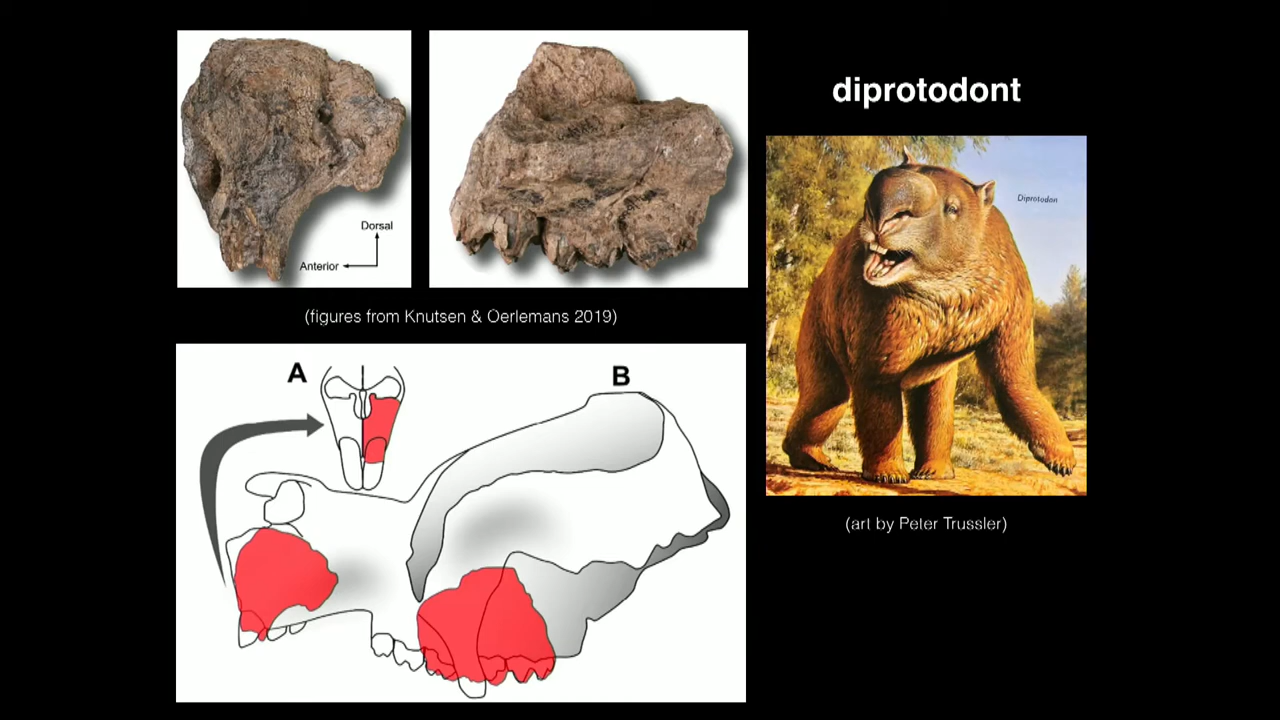 diprotodont
Diprotodon
Dorsal
Anterior
(figures from Knutsen & Oerlemans 2019)
A
B
(art by Peter Trussler)